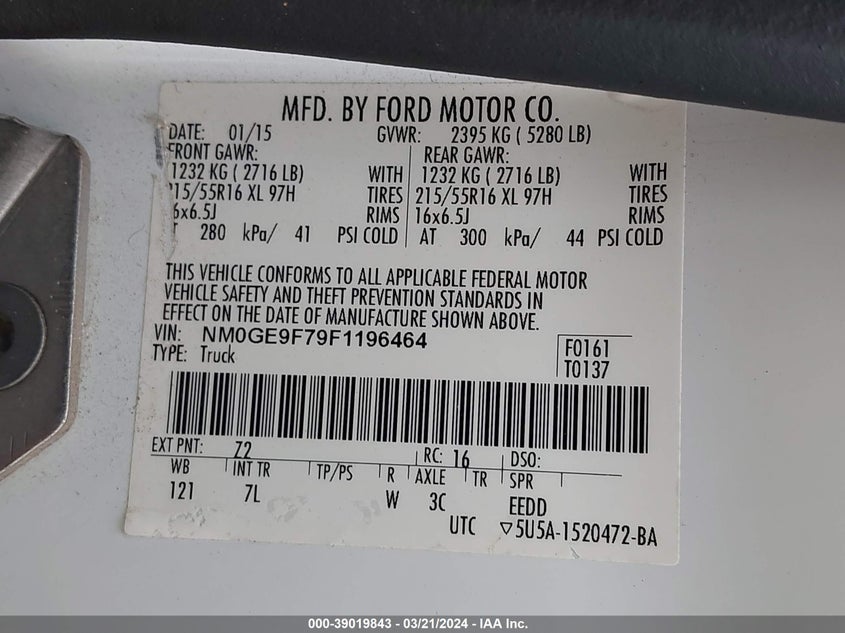 MFD. BY FORD MOTOR CO.
DATE: 01/15 GVWR: 2395 KG ( 5280 LB)
FRONT GAWR: REAR GAWR:
1232 KG ( 2716 LB) WITH 1232 KG ( 2716 LB) WITH
215/55R16 XL 97H TIRES 215/55R16 XL 97H TIRES
16x6.5J RIMS 16x6.5J RIMS
AT 280 kPa/ 41 PSI COLD AT 300 kPa/ 44 PSI COLD
THIS VEHICLE CONFORMS TO ALL APPLICABLE FEDERAL MOTOR
VEHICLE SAFETY AND THEFT PREVENTION STANDARDS IN
EFFECT ON THE DATE OF MANUFACTURE SHOWN ABOVE.
VIN: NM0GE9F79F1196464
TYPE: Truck
F0161
T0137
EXT PNT: Z2 RC: 16 DSO:
WB INT TR TP/PS R AXLE TR SPR
121 7L W 3C EEDD
UTC ▽5U5A-1520472-BA
000-39019843 - 03/21/2024 - IAA Inc.